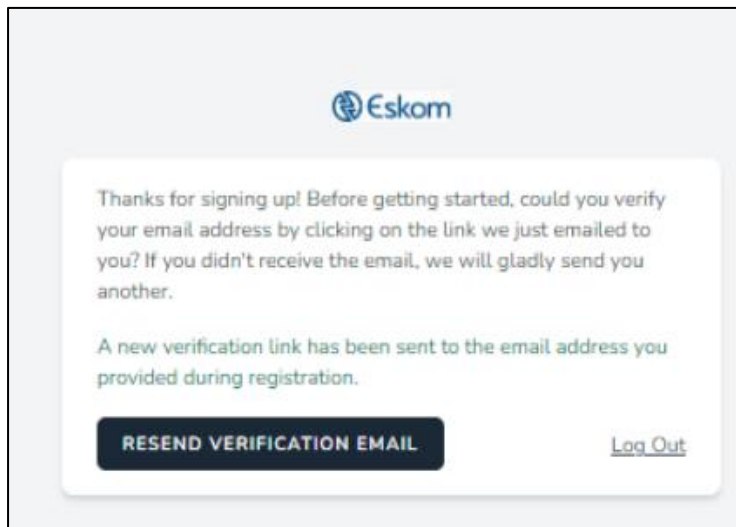 Eskom
Thanks for signing up! Before getting started, could you verify
your email address by clicking on the link we just emailed to
you? If you didn't receive the email, we will gladly send you
another.
A new verification link has been sent to the email address you
provided during registration.
RESEND VERIFICATION EMAIL
Log Out